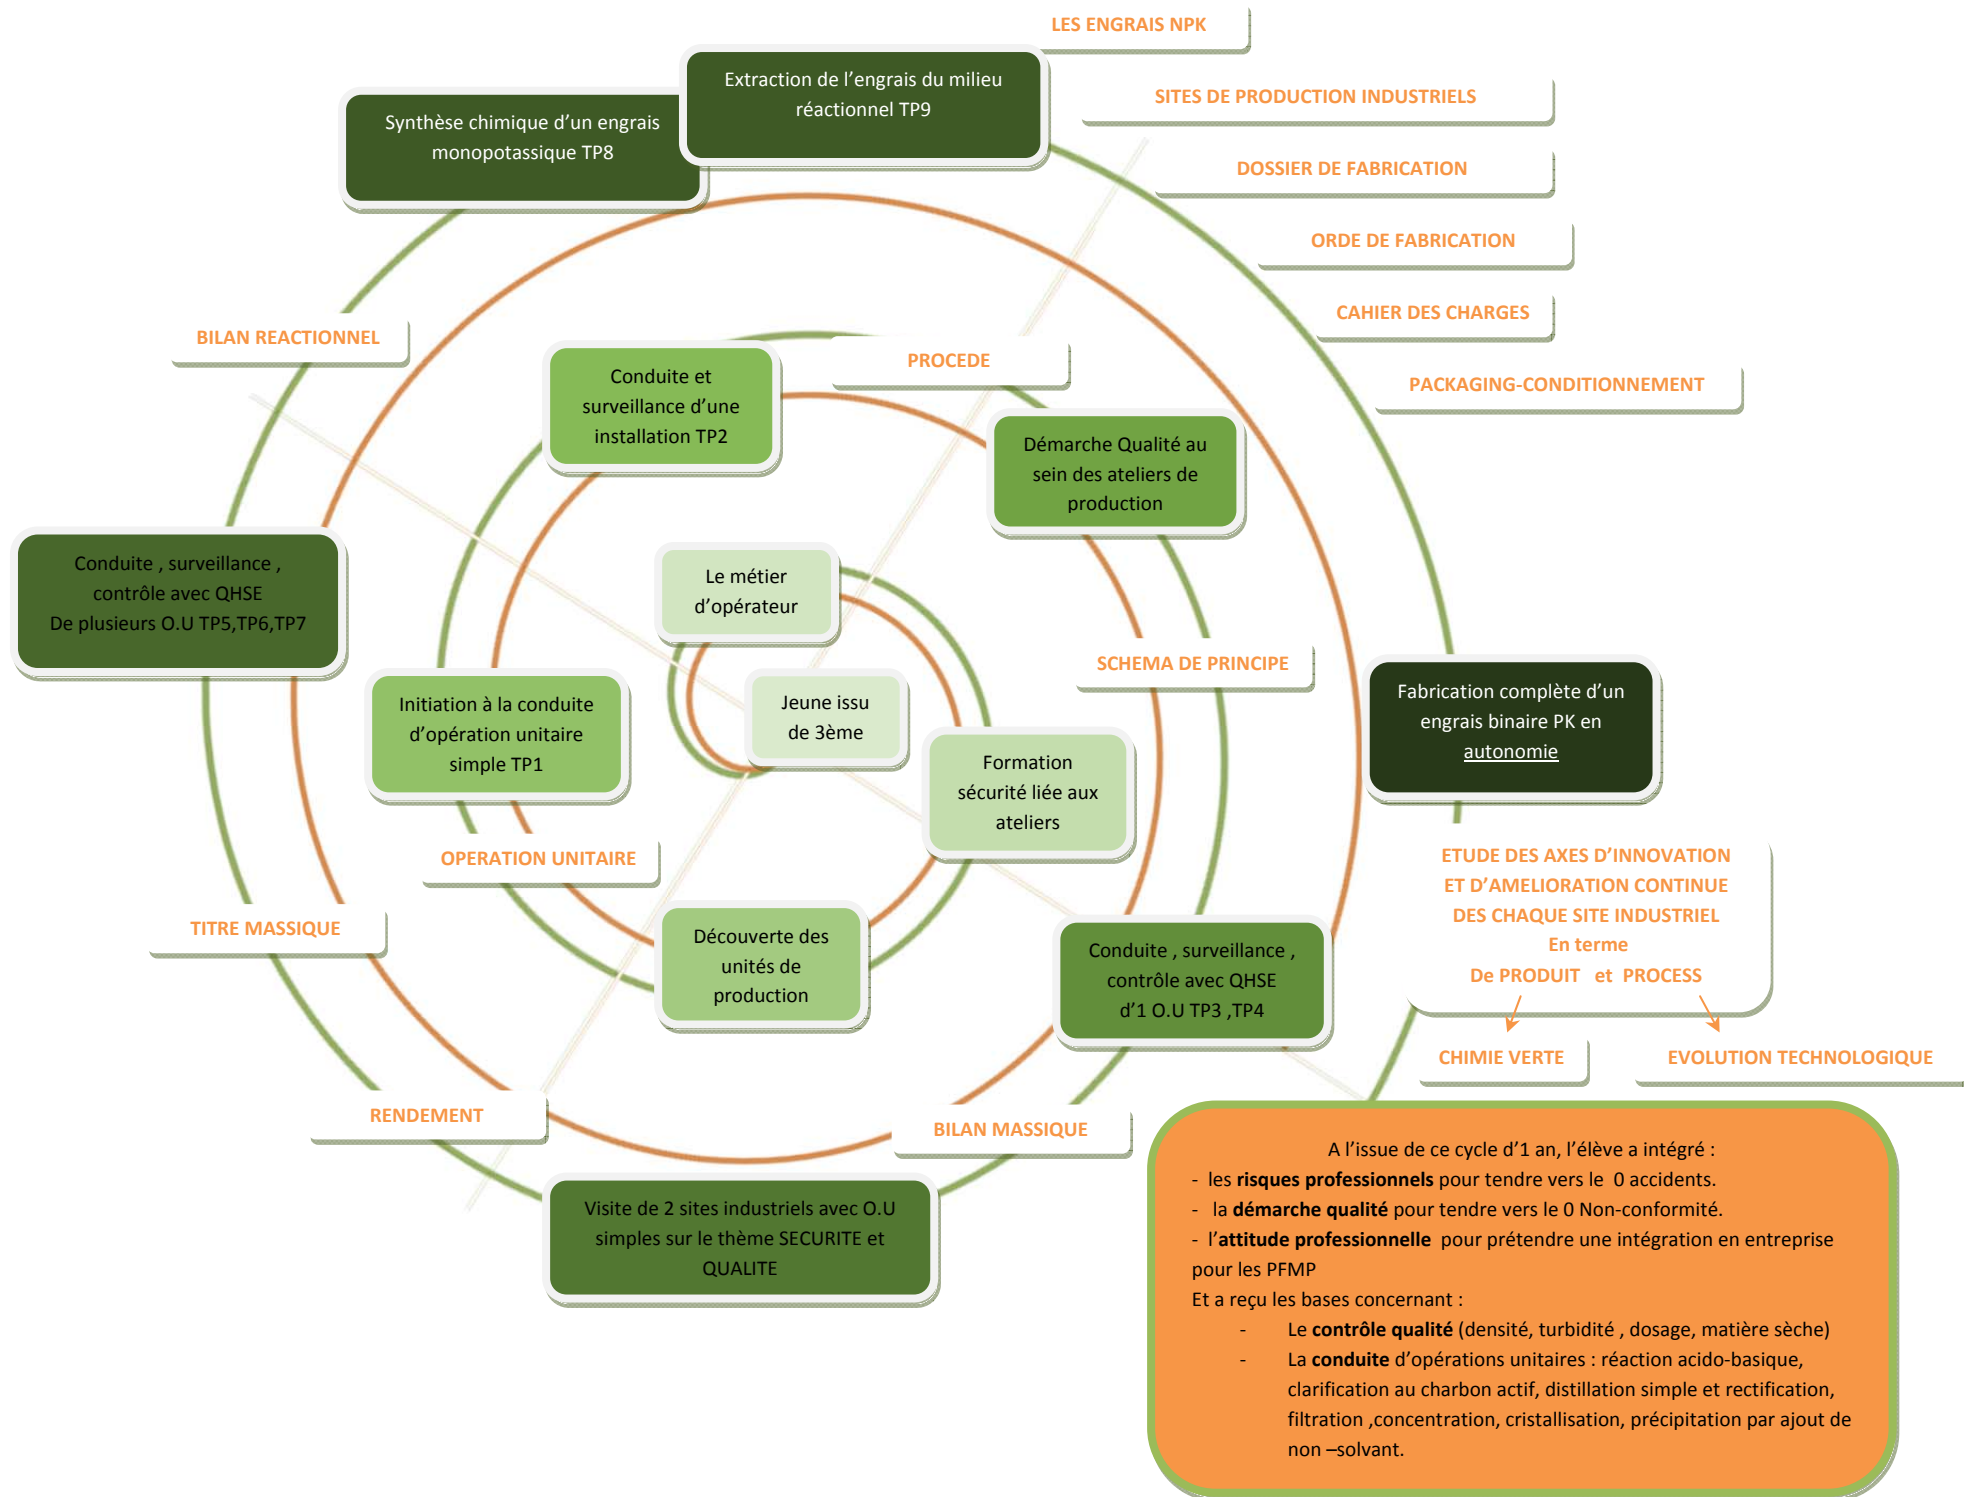 LES ENGRAIS NPK
Extraction de l’engrais du milieu
réactionnel TP9
SITES DE PRODUCTION INDUSTRIELS
Synthèse chimique d’un engrais
monopotassique TP8
DOSSIER DE FABRICATION
ORDE DE FABRICATION
CAHIER DES CHARGES
BILAN REACTIONNEL
PROCEDE
PACKAGING-CONDITIONNEMENT
Conduite et
surveillance d’une
installation TP2
Démarche Qualité au
sein des ateliers de
production
Conduite , surveillance ,
contrôle avec QHSE
De plusieurs O.U TP5,TP6,TP7
Le métier
d’opérateur
SCHEMA DE PRINCIPE
Initiation à la conduite
d’opération unitaire
simple TP1
Jeune issu
de 3ème
Fabrication complète d’un
engrais binaire PK en
autonomie
Formation
sécurité liée aux
ateliers
OPERATION UNITAIRE
ETUDE DES AXES D’INNOVATION
ET D’AMELIORATION CONTINUE
DES CHAQUE SITE INDUSTRIEL
En terme
De PRODUIT et PROCESS
TITRE MASSIQUE
Découverte des
unités de
production
Conduite , surveillance ,
contrôle avec QHSE
d’1 O.U TP3 ,TP4
CHIMIE VERTE
EVOLUTION TECHNOLOGIQUE
RENDEMENT
BILAN MASSIQUE
Visite de 2 sites industriels avec O.U
simples sur le thème SECURITE et
QUALITE
A l’issue de ce cycle d’1 an, l’élève a intégré :
- les risques professionnels pour tendre vers le 0 accidents.
- la démarche qualité pour tendre vers le 0 Non-conformité.
- l’attitude professionnelle pour prétendre une intégration en entreprise
pour les PFMP
Et a reçu les bases concernant :
- Le contrôle qualité (densité, turbidité , dosage, matière sèche)
- La conduite d’opérations unitaires : réaction acido-basique,
clarification au charbon actif, distillation simple et rectification,
filtration ,concentration, cristallisation, précipitation par ajout de
non –solvant.